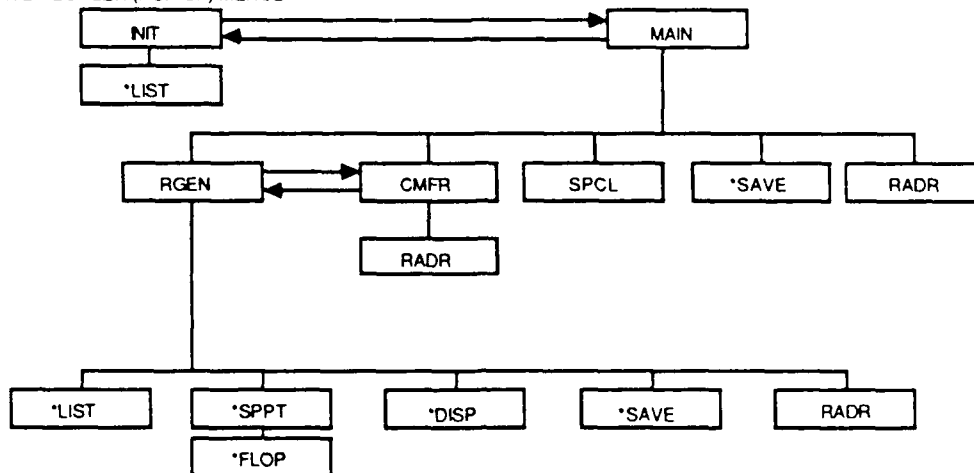 INIT MAIN
*LIST
RGEN CMFR SPCL *SAVE RADR
RADR
*LIST *SPPT *DISP *SAVE RADR
*FLOP